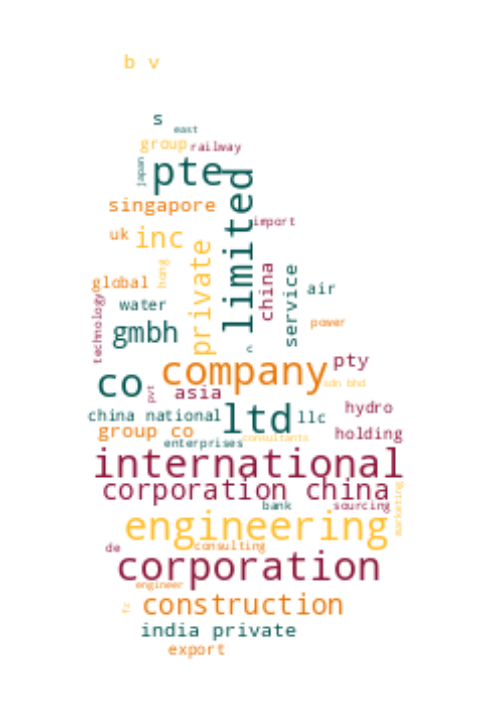 b v
s
east
group
railway
japan
pte
limited
singapore
import
uk
inc
private
china
service
global
hong
air
technology
water
gmbh
power
c
company
pty
co
sdn bhd
pvt
asia
china national
ltd
llc
hydro
group co
enterprises
consultants
holding
international
corporation china
bank
sourcing
marketing
engineering
de
consulting
corporation
engineer
construction
india private
export